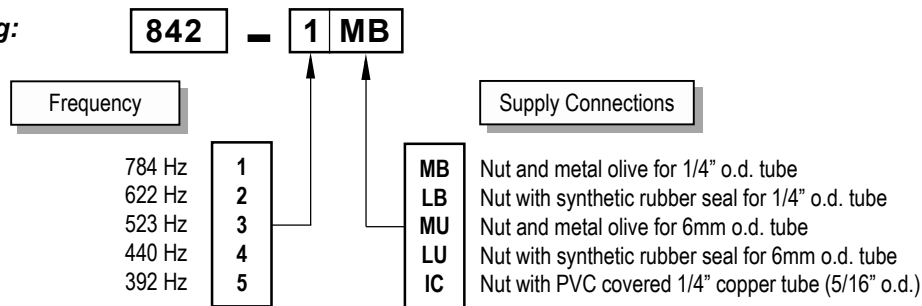 g:
842 – 1 MB
Frequency
Supply Connections
784 Hz 1
622 Hz 2
523 Hz 3
440 Hz 4
392 Hz 5
MB Nut and metal olive for 1/4” o.d. tube
LB Nut with synthetic rubber seal for 1/4” o.d. tube
MU Nut and metal olive for 6mm o.d. tube
LU Nut with synthetic rubber seal for 6mm o.d. tube
IC Nut with PVC covered 1/4” copper tube (5/16” o.d.)